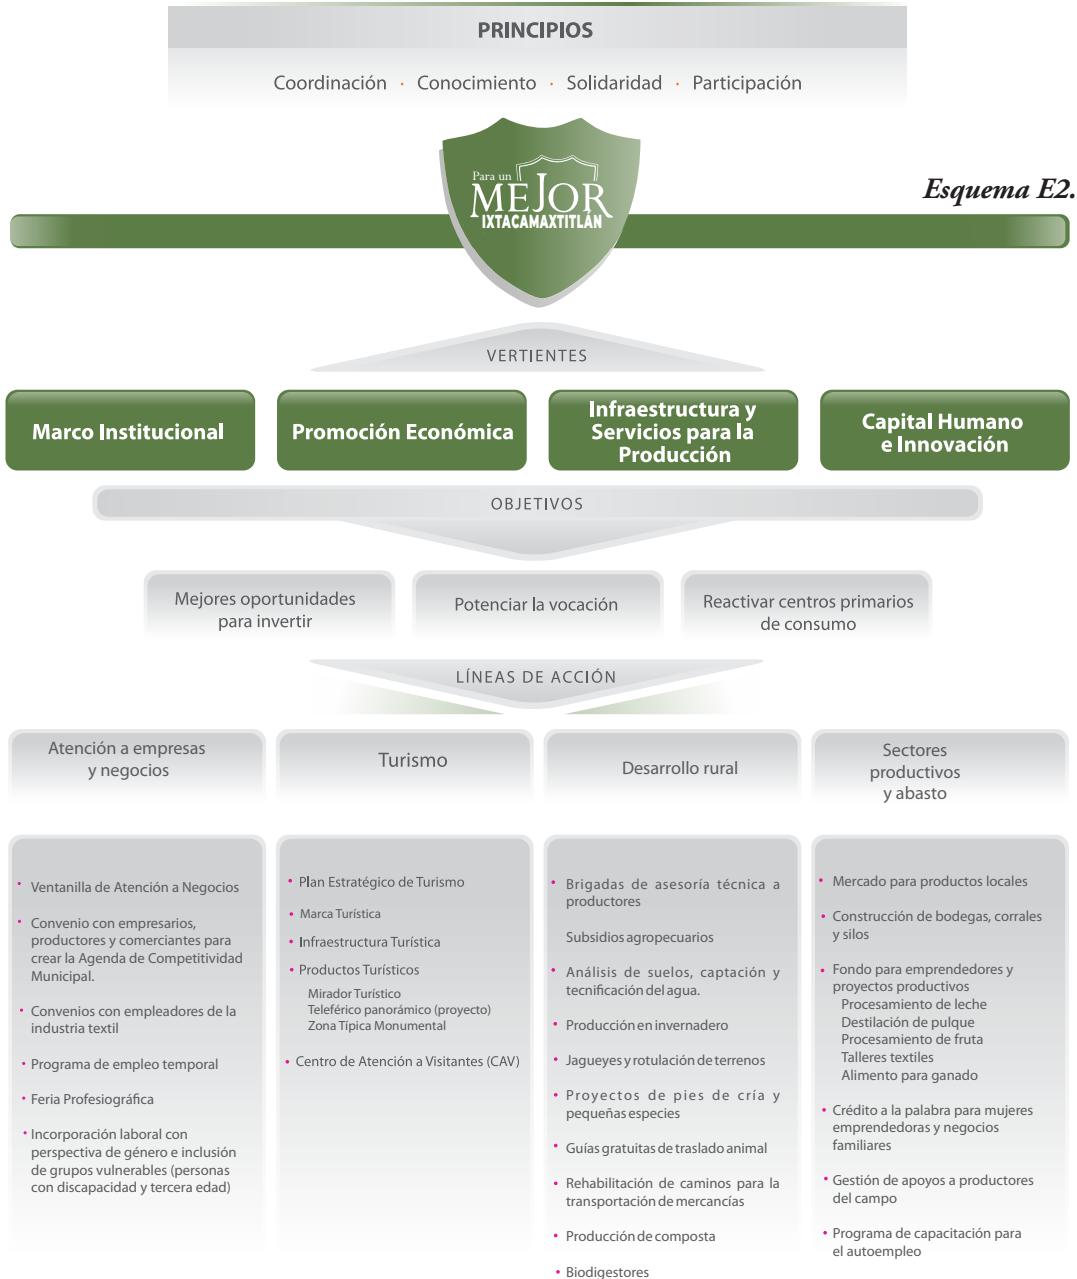 PRINCIPIOS
Coordinación · Conocimiento · Solidaridad · Participación
Para un
MEJOR
IXTACAMAXTITLÁN
Esquema E2.
VERTIENTES
Marco Institucional
Promoción Económica
Infraestructura y
Servicios para la
Producción
Capital Humano
e Innovación
OBJETIVOS
Mejores oportunidades
para invertir
Potenciar la vocación
Reactivar centros primarios
de consumo
LÍNEAS DE ACCIÓN
Atención a empresas
y negocios
• Ventanilla de Atención a Negocios
• Convenio con empresarios,
productores y comerciantes para
crear la Agenda de Competitividad
Municipal.
• Convenios con empleadores de la
industria textil
• Programa de empleo temporal
• Feria Profesiográfica
• Incorporación laboral con
perspectiva de género e inclusión
de grupos vulnerables (personas
con discapacidad y tercera edad)
Turismo
• Plan Estratégico de Turismo
• Marca Turística
• Infraestructura Turística
• Productos Turísticos
Mirador Turístico
Teleférico panorámico (proyecto)
Zona Típica Monumental
• Centro de Atención a Visitantes (CAV)
Desarrollo rural
• Brigadas de asesoría técnica a
productores
Subsidios agropecuarios
• Análisis de suelos, captación y
tecnificación del agua.
• Producción en invernadero
• Jagueyes y rotulación de terrenos
• Proyectos de pies de cría y
pequeñas especies
• Guías gratuitas de traslado animal
• Rehabilitación de caminos para la
transportación de mercancías
• Producción de composta
• Biodigestores
Sectores
productivos
y abasto
• Mercado para productos locales
• Construcción de bodegas, corrales
y silos
• Fondo para emprendedores y
proyectos productivos
Procesamiento de leche
Destilación de pulque
Procesamiento de fruta
Talleres textiles
Alimento para ganado
• Crédito a la palabra para mujeres
emprendedoras y negocios
familiares
• Gestión de apoyos a productores
del campo
• Programa de capacitación para
el autoempleo